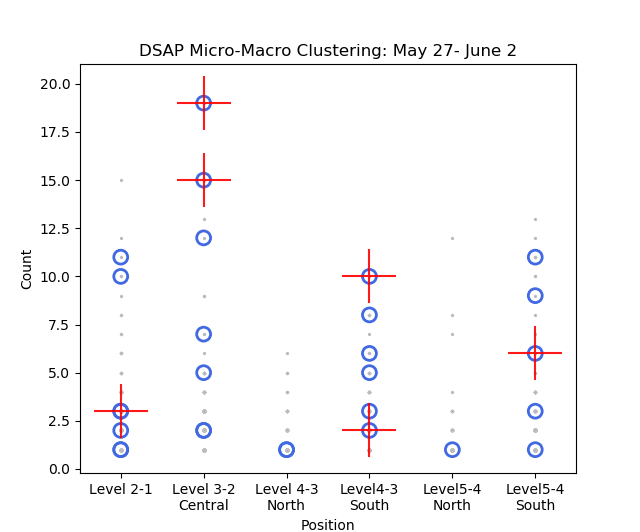 DSAP Micro-Macro Clustering: May 27- June 2
Count
20.0
17.5
15.0
12.5
10.0
7.5
5.0
2.5
0.0
Level 2-1
Level 3-2
Central
Level 4-3
North
Level4-3
South
Level5-4
North
Level5-4
South
Position